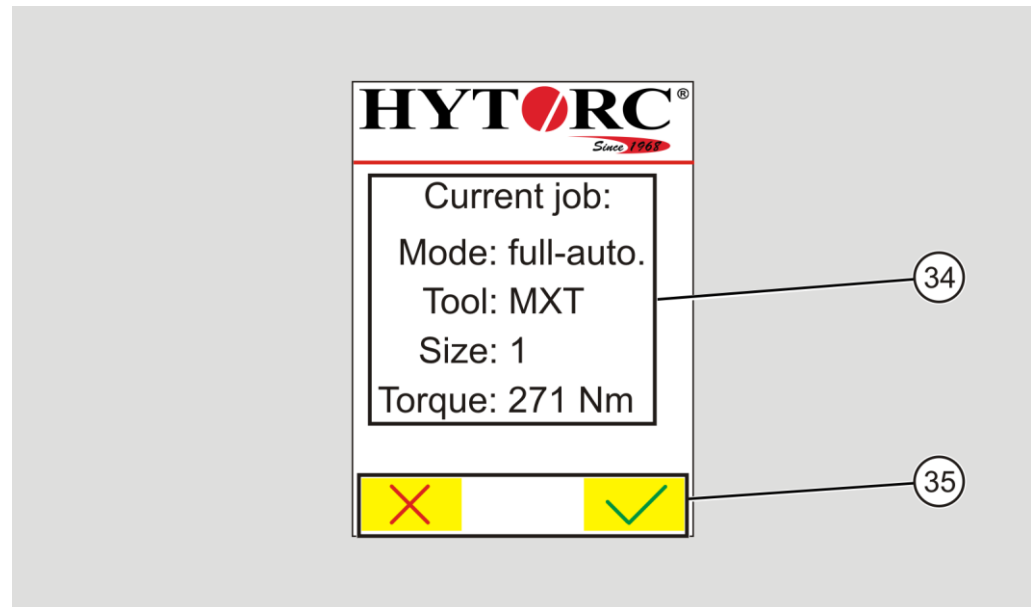 HYTORC®
Since 1968
Current job:
Mode: full-auto.
Tool: MXT
Size: 1
Torque: 271 Nm
34
35